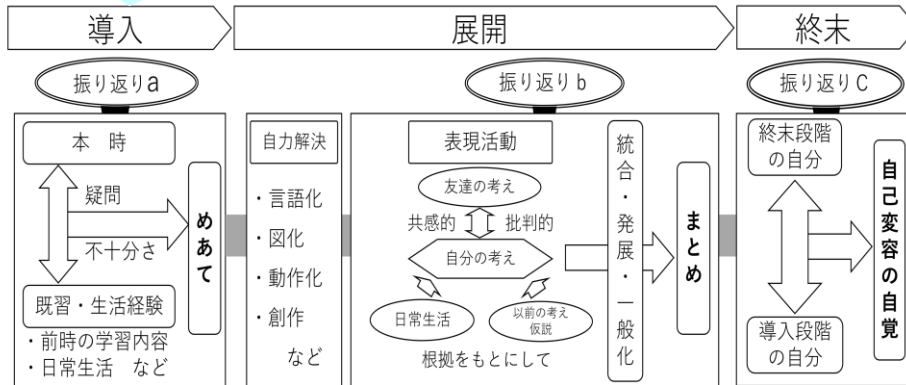 導入
展開
終末
振り返りa
振り返りb
振り返りC
本時
疑問
不十分さ
既習・生活経験
・前時の学習内容
・日常生活 など
めあて
自力解決
・言語化
・図化
・動作化
・創作
など
表現活動
友達の考え
共感的
批判的
自分の考え
日常生活
以前の考え
仮説
根拠をもとにして
統合・発展・一般化
まとめ
終末段階
の自分
導入段階
の自分
自己変容の自覚